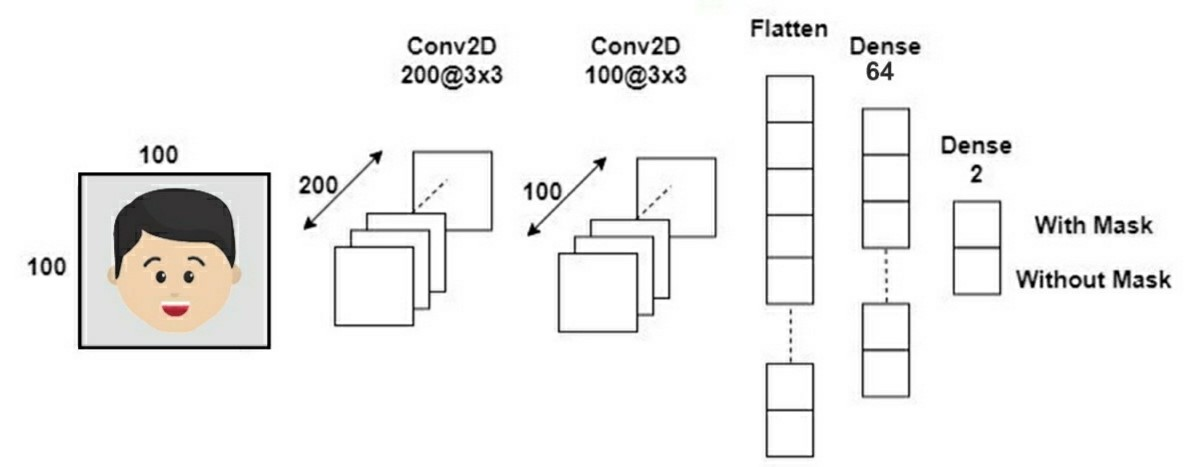 100
100
Conv2D
200@3x3
200
Conv2D
100@3x3
100
Flatten
Dense
64
Dense
2
With Mask
Without Mask